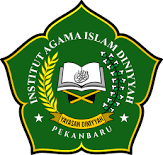 INSTITUT AGAMA ISLAM DINIYYAH
YAYASAN DINIYYAH
PEKANBARU